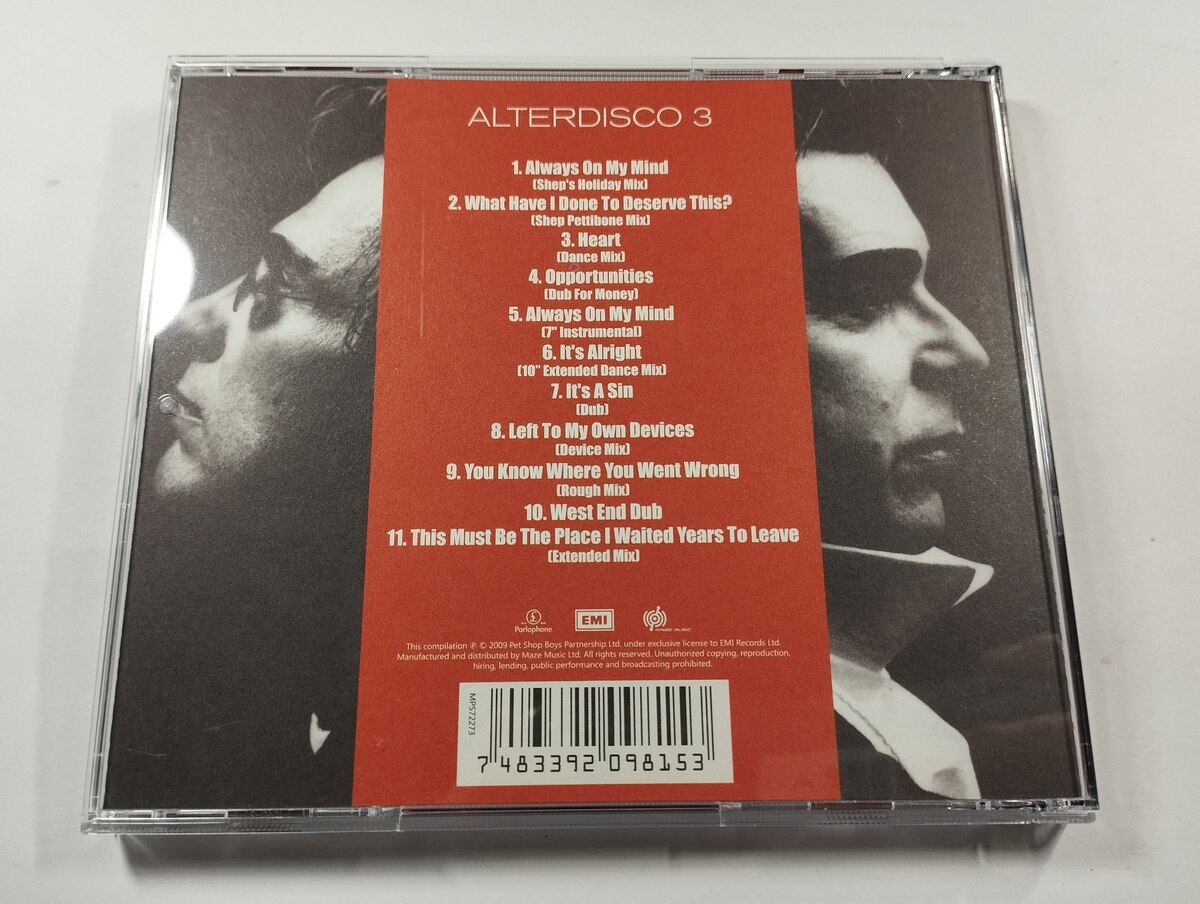 ALTERDISCO 3
1. Always On My Mind
(Shep's Holiday Mix)
2. What Have I Done To Deserve This?
(Shep Pettibone Mix)
3. Heart
(Dance Mix)
4. Opportunities
(Dub For Money)
5. Always On My Mind
(7" Instrumental)
6. It's Alright
(10" Extended Dance Mix)
7. It's A Sin
(Dub)
8. Left To My Own Devices
(Device Mix)
9. You Know Where You Went Wrong
(Rough Mix)
10. West End Dub
11. This Must Be The Place I Waited Years To Leave
(Extended Mix)
Parlophone
EMI
MAZE MUSIC
This compilation ℗ © 2009 Pet Shop Boys Partnership Ltd. under exclusive license to EMI Records Ltd.
Manufactured and distributed by Maze Music Ltd. All rights reserved. Unauthorized copying, reproduction,
hiring, lending, public performance and broadcasting prohibited.
MPS72273
7 483392 098153